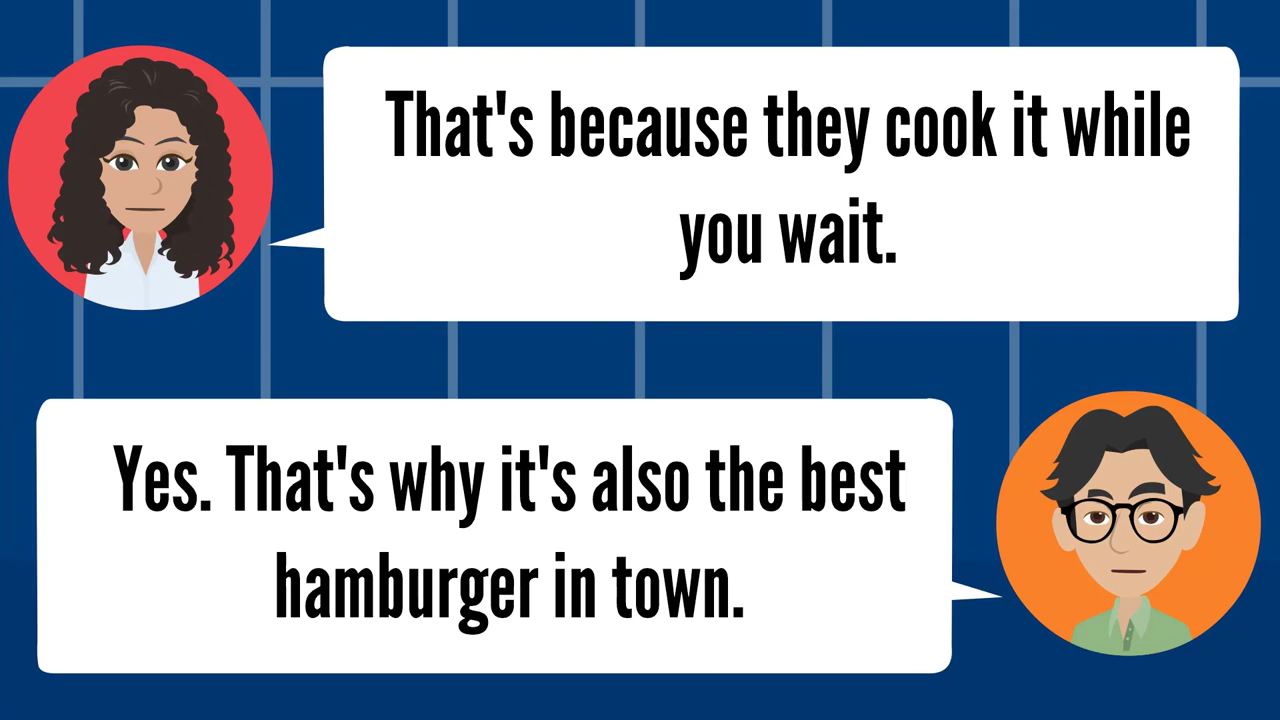 That's because they cook it while
you wait.
Yes. That's why it's also the best
hamburger in town.